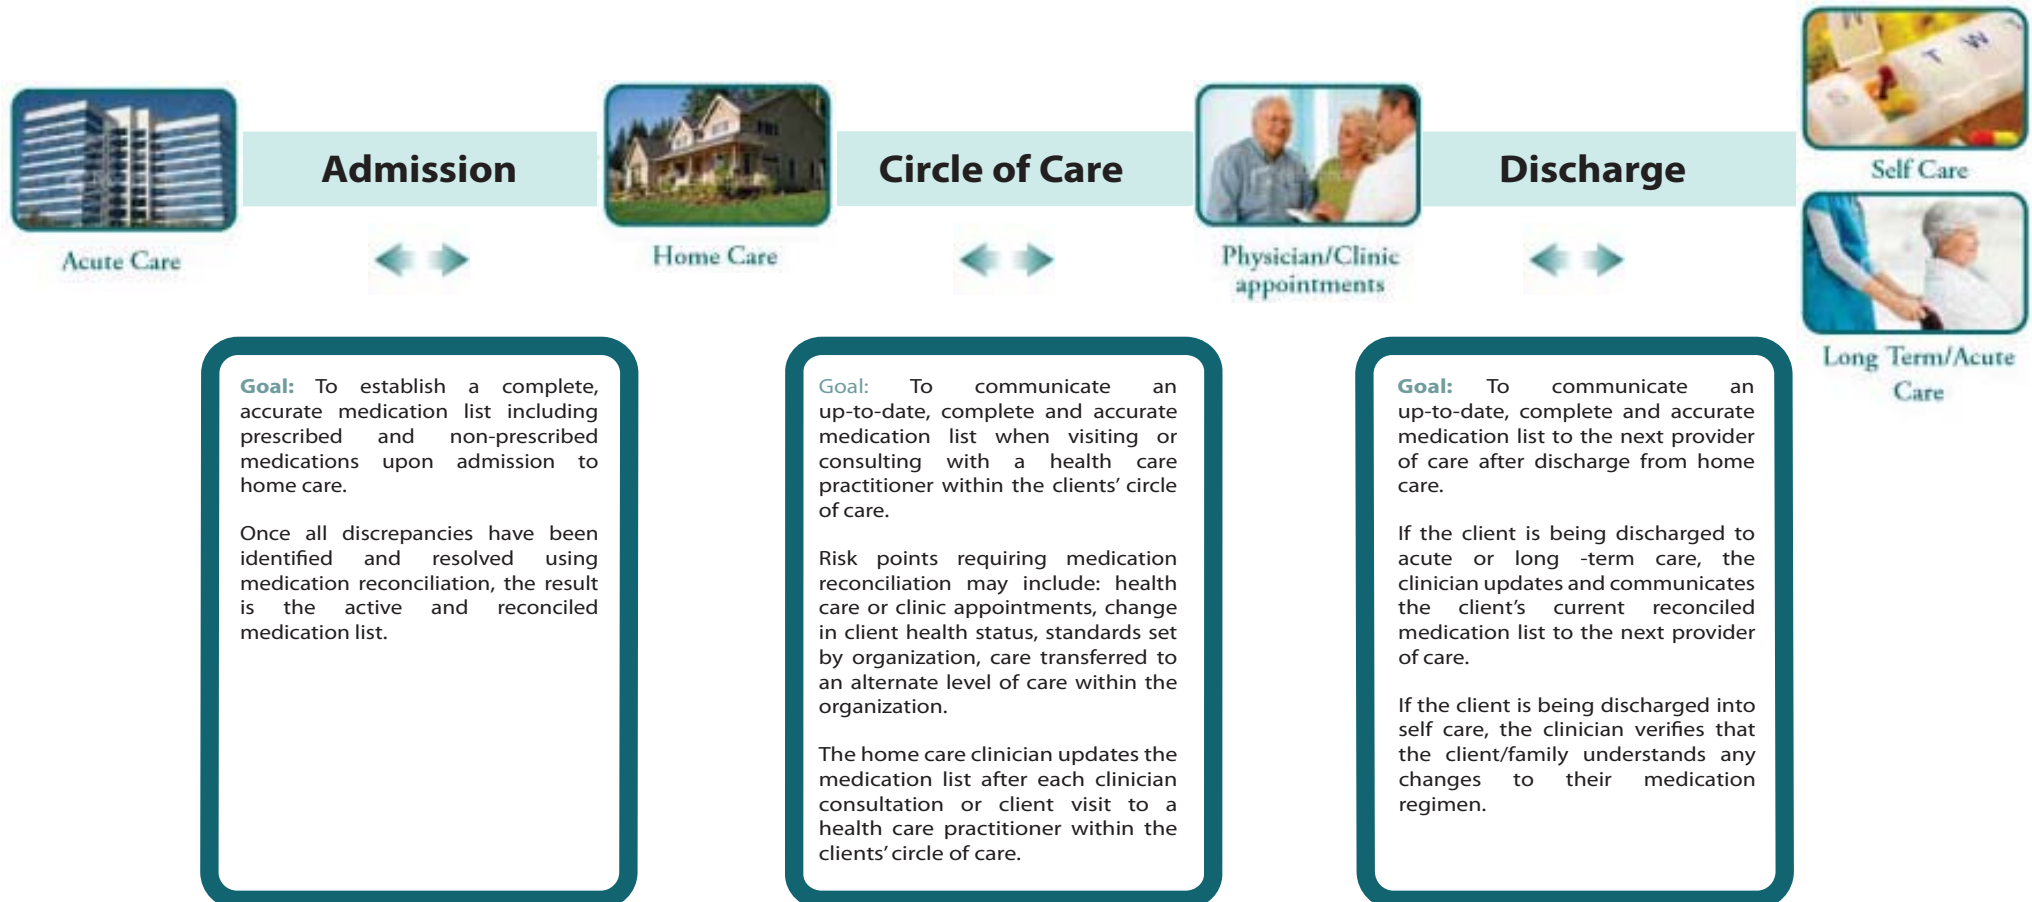 Admission
Circle of Care
Discharge
Acute Care
Home Care
Physician/Clinic
appointments
T W T
Self Care
Long Term/Acute
Care
Goal: To establish a complete,
accurate medication list including
prescribed and non-prescribed
medications upon admission to
home care.
Once all discrepancies have been
identified and resolved using
medication reconciliation, the result
is the active and reconciled
medication list.
Goal: To communicate an
up-to-date, complete and accurate
medication list when visiting or
consulting with a health care
practitioner within the clients' circle
of care.
Risk points requiring medication
reconciliation may include: health
care or clinic appointments, change
in client health status, standards set
by organization, care transferred to
an alternate level of care within the
organization.
The home care clinician updates the
medication list after each clinician
consultation or client visit to a
health care practitioner within the
clients' circle of care.
Goal: To communicate an
up-to-date, complete and accurate
medication list to the next provider
of care after discharge from home
care.
If the client is being discharged to
acute or long -term care, the
clinician updates and communicates
the client's current reconciled
medication list to the next provider
of care.
If the client is being discharged into
self care, the clinician verifies that
the client/family understands any
changes to their medication
regimen.